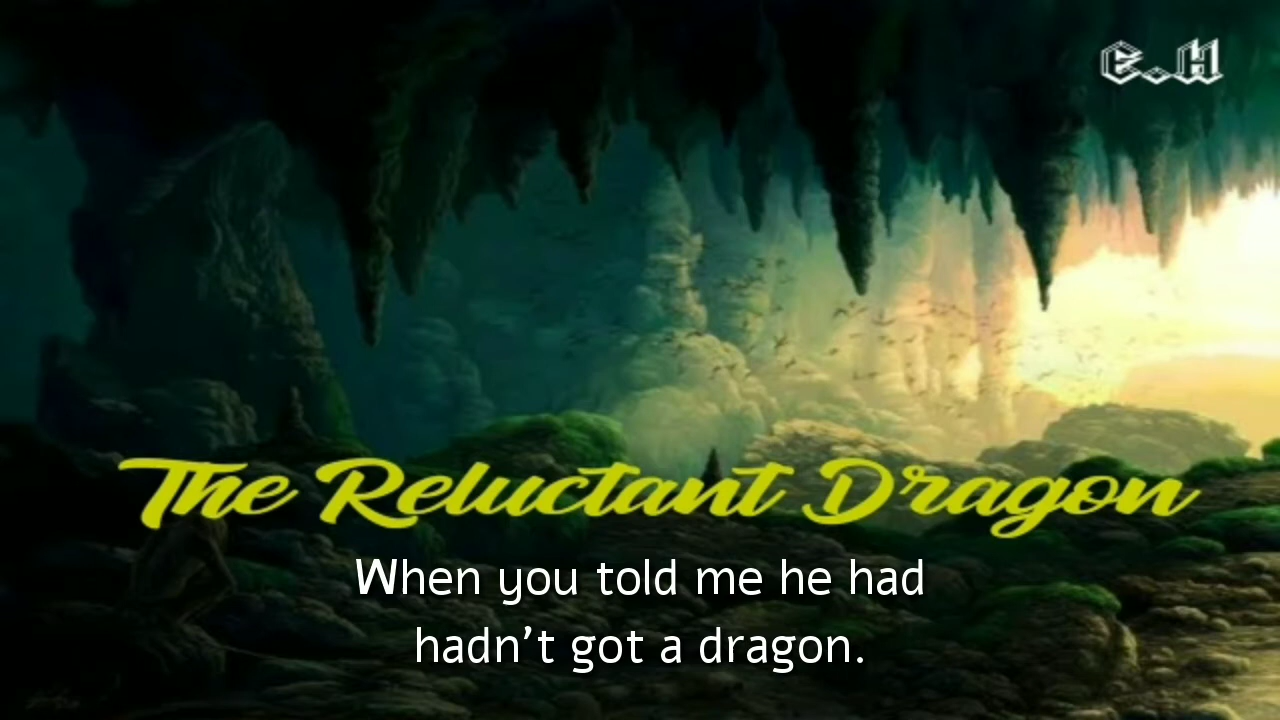 E.H
The Reluctant Dragon
When you told me he had
hadn't got a dragon.